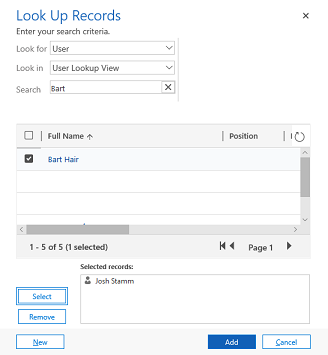 Look Up Records
Enter your search criteria.
Look for User
Look in User Lookup View
Search Bart
Full Name Position
Bart Hair
1 - 5 of 5 (1 selected) Page 1
Selected records:
Josh Stamm
Select
Remove
New Add Cancel